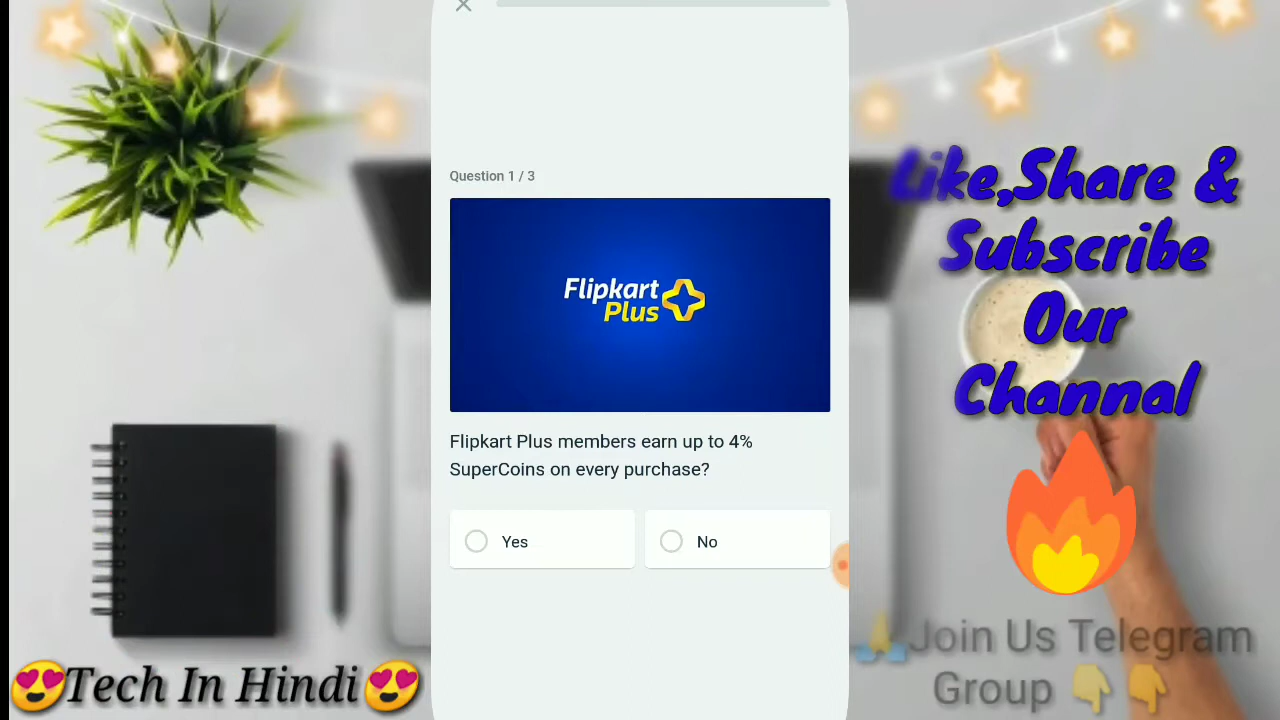 Question 1 / 3
Flipkart
Plus
Flipkart Plus members earn up to 4%
SuperCoins on every purchase?
Yes
No
Like,Share &
Subscribe
Our
Channal
Join Us Telegram
Group
Tech In Hindi